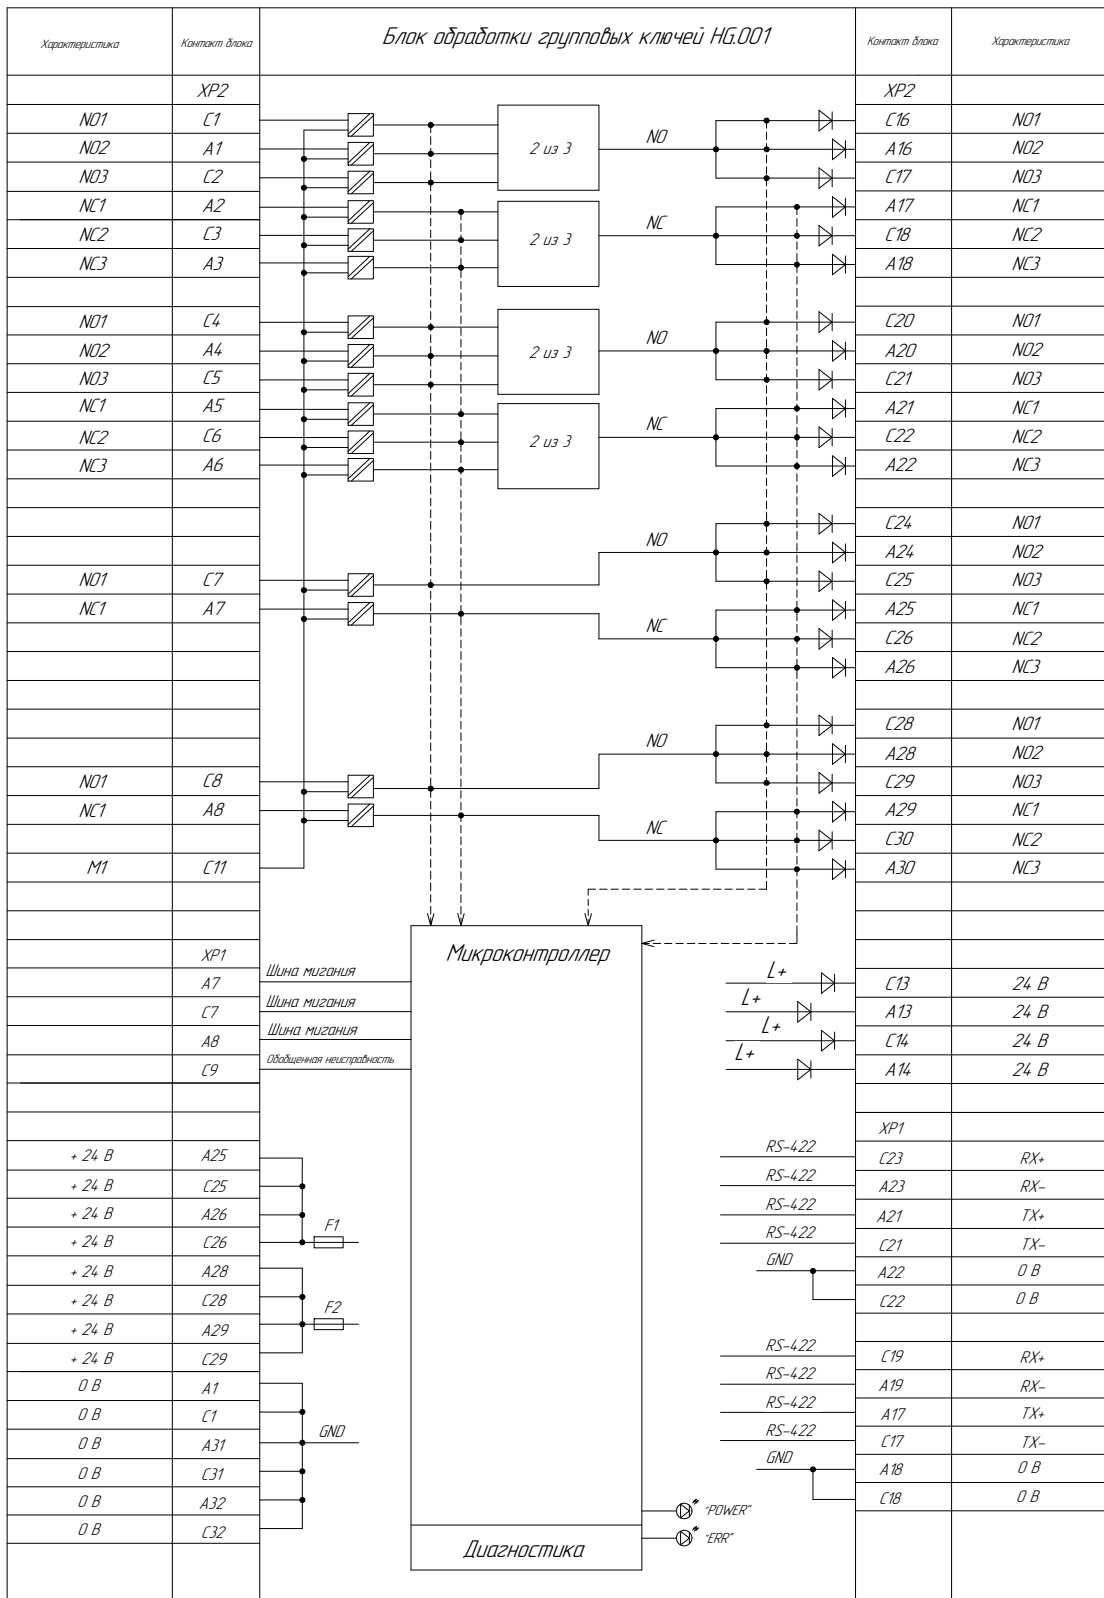 Характеристика Контакт блока Блок обработки групповых ключей HG.001 Контакт блока Характеристика
XP2 XP2
NO1 C1 C16 NO1
2 из 3 NO
NO2 A1 A16 NO2
NO3 C2 C17 NO3
NC1 A2 A17 NC1
2 из 3 NC
NC2 C3 C18 NC2
NC3 A3 A18 NC3
NO1 C4 C20 NO1
2 из 3 NO
NO2 A4 A20 NO2
NO3 C5 C21 NO3
NC1 A5 A21 NC1
2 из 3 NC
NC2 C6 C22 NC2
NC3 A6 A22 NC3
C24 NO1
NO
A24 NO2
NO1 C7 C25 NO3
NC1 A7 A25 NC1
NC
C26 NC2
A26 NC3
C28 NO1
NO
A28 NO2
NO1 C8 C29 NO3
NC1 A8 A29 NC1
NC
C30 NC2
M1 C11 A30 NC3
XP1 Микроконтроллер
A7 Шина мигания L+ C13 24 В
C7 Шина мигания L+ A13 24 В
A8 Шина мигания L+ C14 24 В
C9 Обобщенная неисправность L+ A14 24 В
XP1
+ 24 В A25 RS-422 C23 RX+
+ 24 В C25 RS-422 A23 RX-
+ 24 В A26 RS-422 A21 TX+
+ 24 В C26 F1 RS-422 C21 TX-
+ 24 В A28 GND A22 0 В
+ 24 В C28 C22 0 В
+ 24 В A29 F2
+ 24 В C29 RS-422 C19 RX+
0 В A1 RS-422 A19 RX-
0 В C1 RS-422 A17 TX+
0 В A31 GND RS-422 C17 TX-
0 В C31 GND A18 0 В
0 В A32 C18 0 В
"POWER"
0 В C32
"ERR"
Диагностика